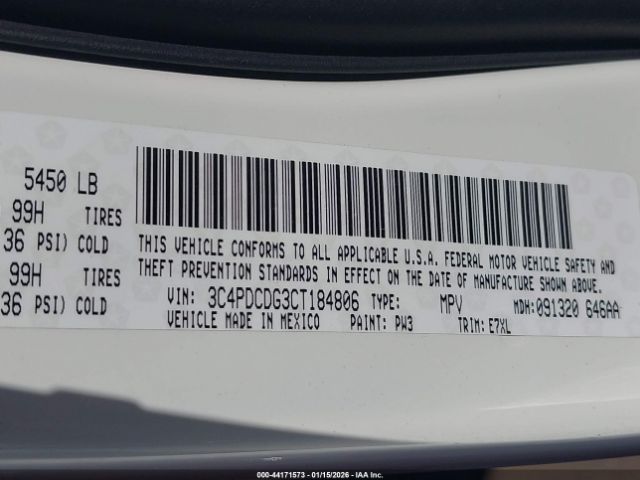 5450 LB
99H TIRES
36 PSI) COLD
99H TIRES
36 PSI) COLD
THIS VEHICLE CONFORMS TO ALL APPLICABLE U.S.A. FEDERAL MOTOR VEHICLE SAFETY AND
THEFT PREVENTION STANDARDS IN EFFECT ON THE DATE OF MANUFACTURE SHOWN ABOVE.
VIN: 3C4PDCDG3CT184806 TYPE: MPV MDH:091320 646AA
VEHICLE MADE IN MEXICO PAINT: PW3 TRIM: E7XL
000-44171573 — 01/15/2026 — IAA Inc.